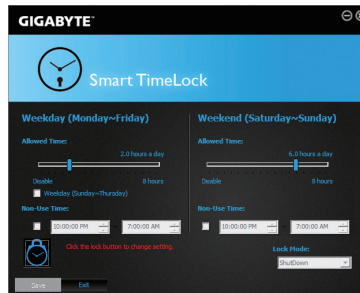 GIGABYTE™
Smart TimeLock
Weekday (Monday~Friday)
Allowed Time:
2.0 hours a day
Disable 8 hours
Weekday (Sunday~Thursday)
Non-Use Time:
10:00:00 PM ~ 7:00:00 AM
Click the lock button to change setting.
Weekend (Saturday~Sunday)
Allowed Time:
6.0 hours a day
Disable 8 hours
Non-Use Time:
10:00:00 PM ~ 7:00:00 AM
Lock Mode:
ShutDown
Save Exit